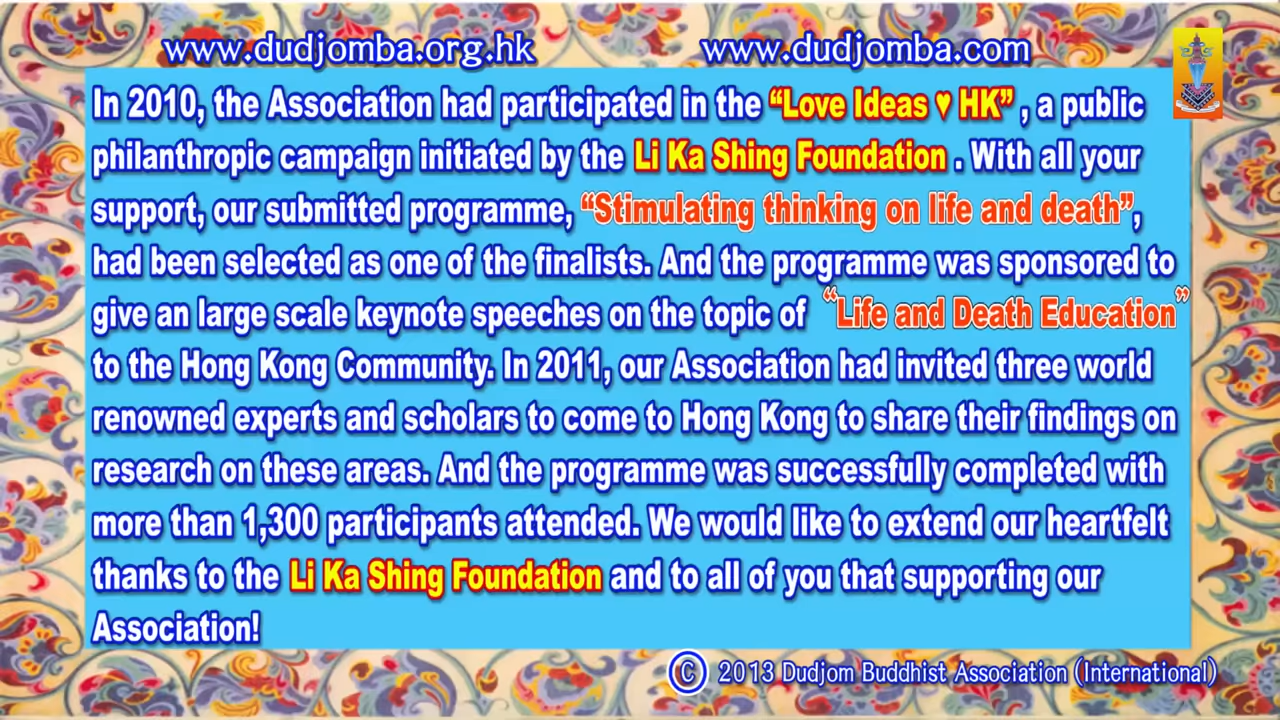 www.dudjomba.org.hk www.dudjomba.com
In 2010, the Association had participated in the “Love Ideas ♥ HK” , a public
philanthropic campaign initiated by the Li Ka Shing Foundation . With all your
support, our submitted programme, “Stimulating thinking on life and death”,
had been selected as one of the finalists. And the programme was sponsored to
give an large scale keynote speeches on the topic of “Life and Death Education”
to the Hong Kong Community. In 2011, our Association had invited three world
renowned experts and scholars to come to Hong Kong to share their findings on
research on these areas. And the programme was successfully completed with
more than 1,300 participants attended. We would like to extend our heartfelt
thanks to the Li Ka Shing Foundation and to all of you that supporting our
Association!
© 2013 Dudjom Buddhist Association (International)